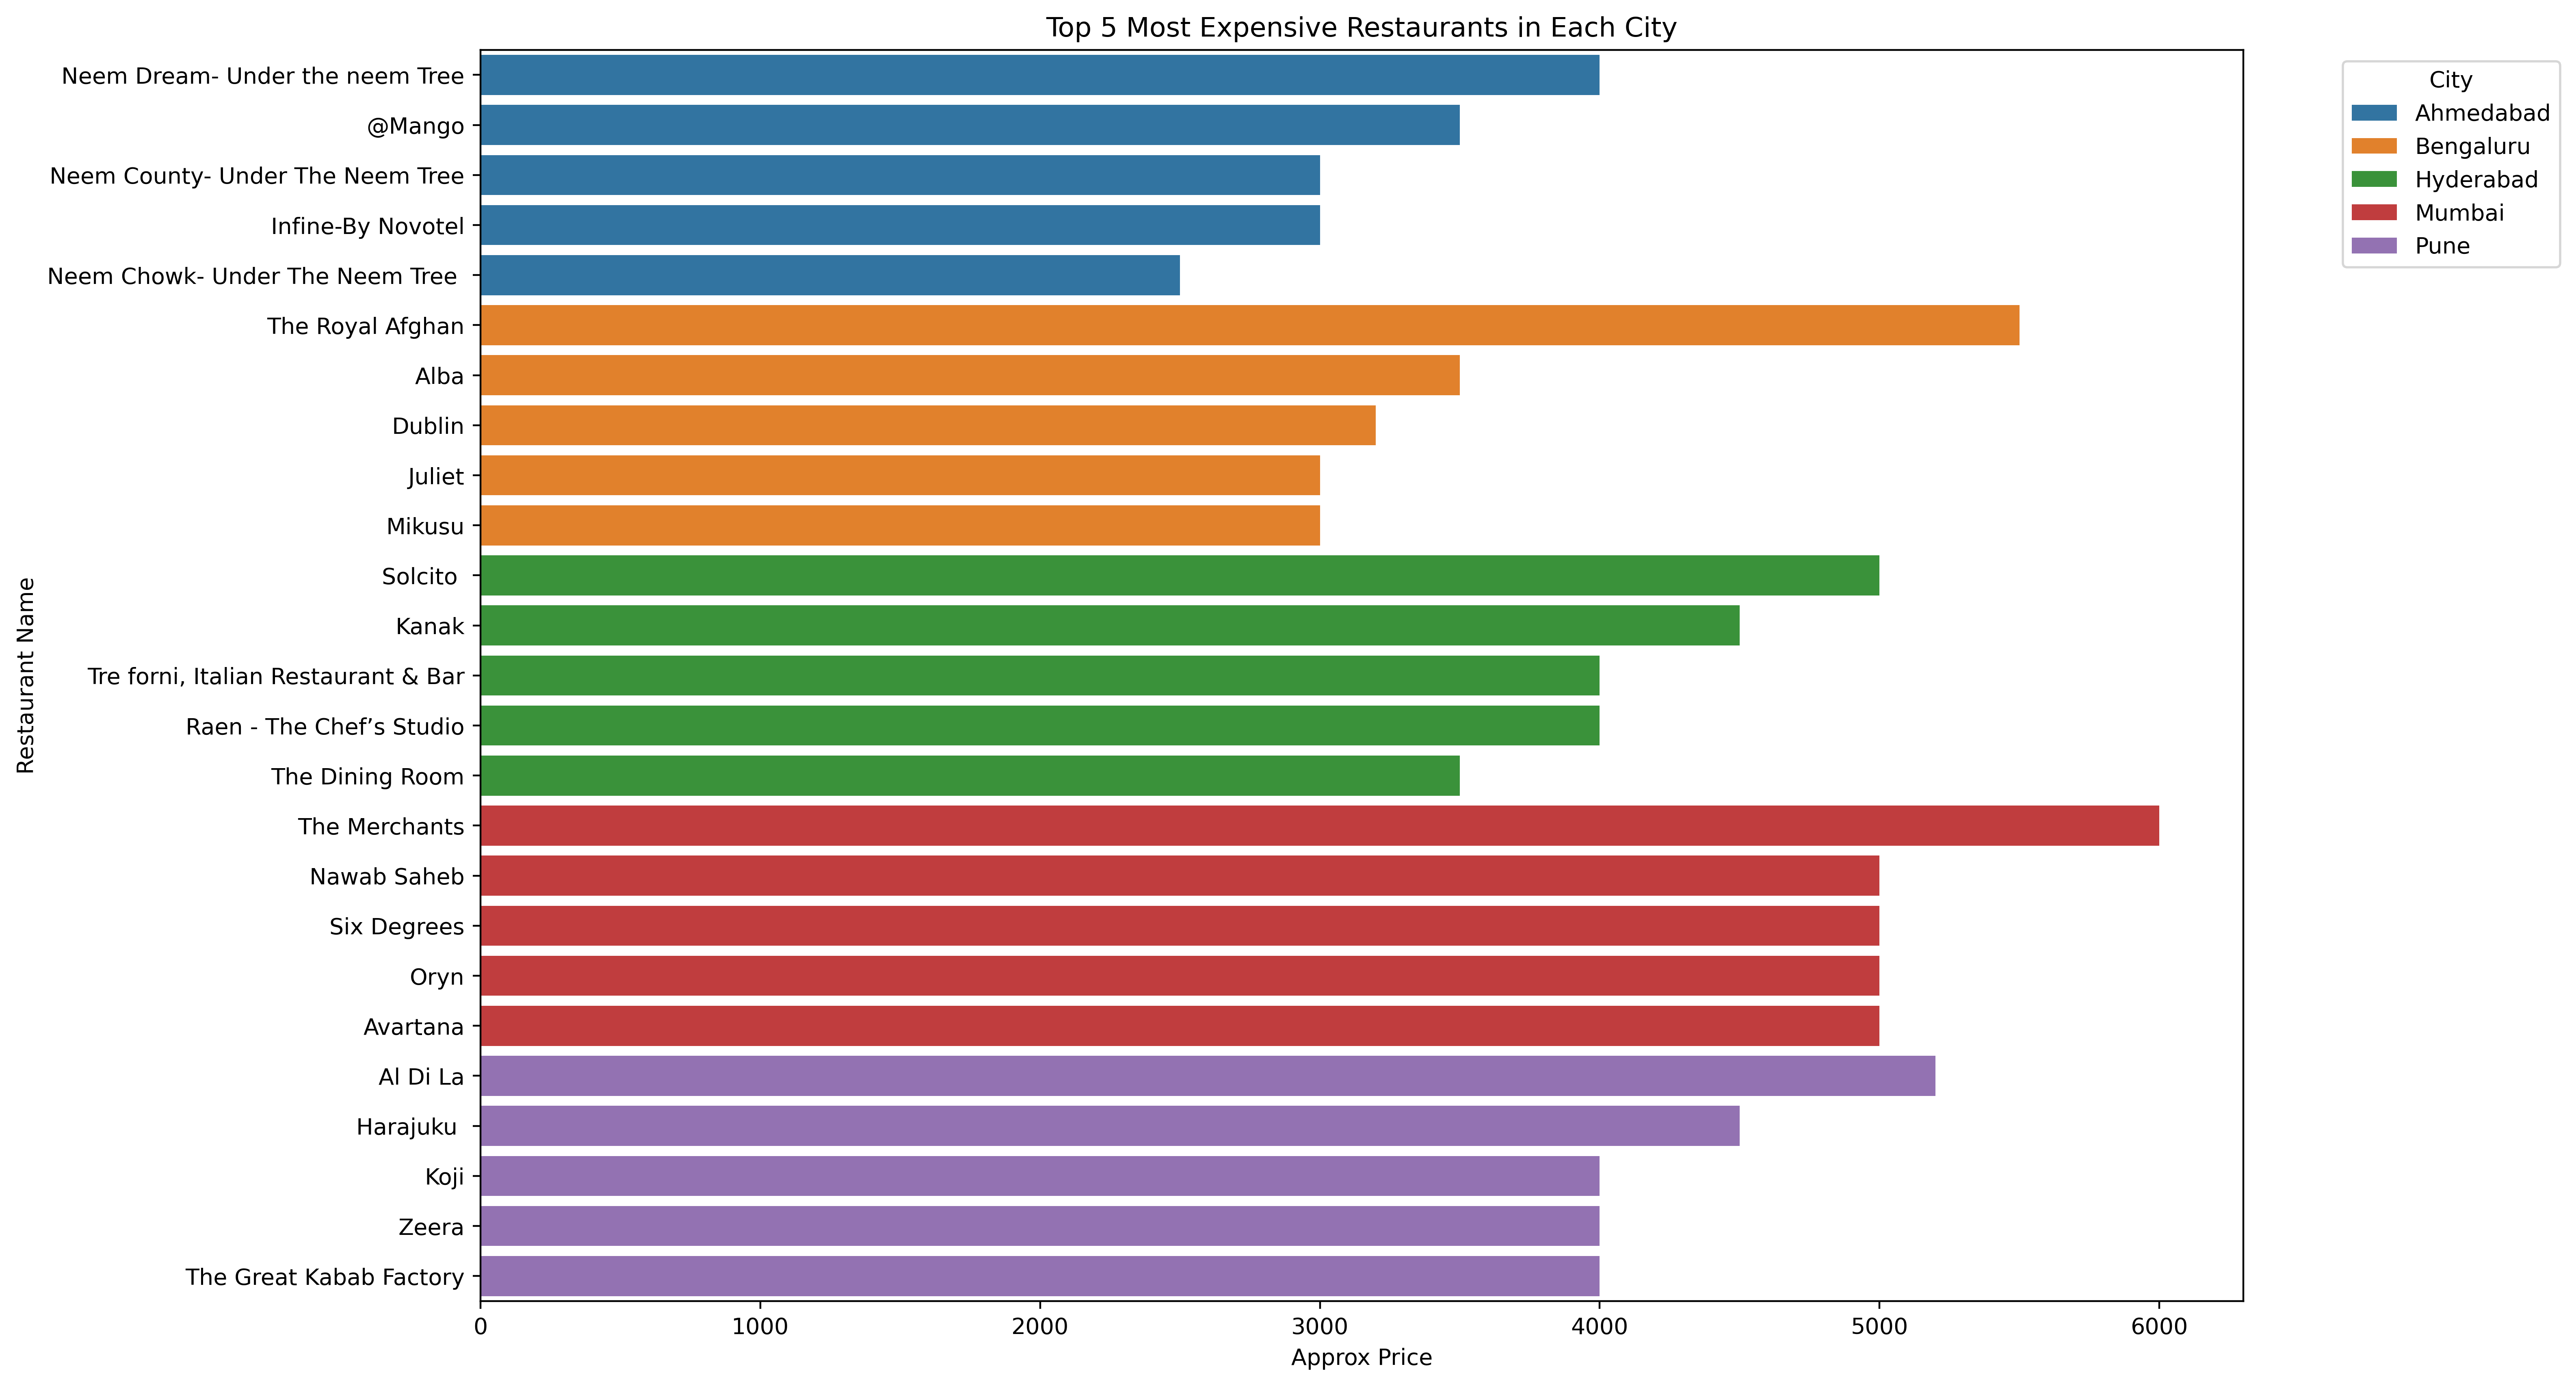 Top 5 Most Expensive Restaurants in Each City
Neem Dream- Under the neem Tree
@Mango
Neem County- Under The Neem Tree
Infine-By Novotel
Neem Chowk- Under The Neem Tree
The Royal Afghan
Alba
Dublin
Juliet
Mikusu
Solcito
Kanak
Tre forni, Italian Restaurant & Bar
Raen - The Chef’s Studio
The Dining Room
The Merchants
Nawab Saheb
Six Degrees
Oryn
Avartana
Al Di La
Harajuku
Koji
Zeera
The Great Kabab Factory
Restaurant Name
0 1000 2000 3000 4000 5000 6000
Approx Price
City
Ahmedabad
Bengaluru
Hyderabad
Mumbai
Pune